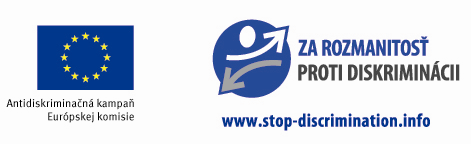 Antidiskriminačná kampaň
Európskej komisie
ZA ROZMANITOSŤ
PROTI DISKRIMINÁCII
www.stop-discrimination.info